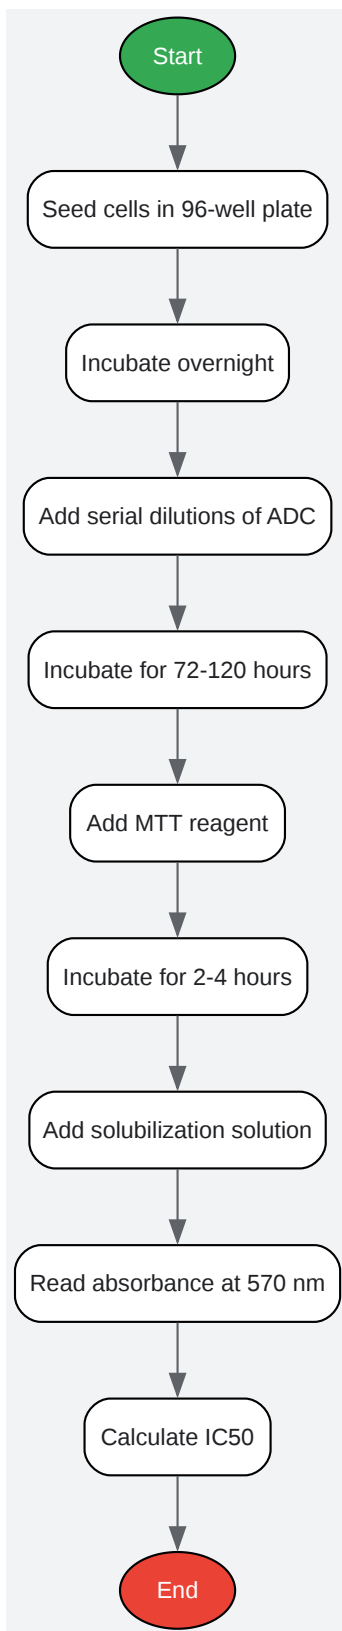 Start
Seed cells in 96-well plate
Incubate overnight
Add serial dilutions of ADC
Incubate for 72-120 hours
Add MTT reagent
Incubate for 2-4 hours
Add solubilization solution
Read absorbance at 570 nm
Calculate IC50
End